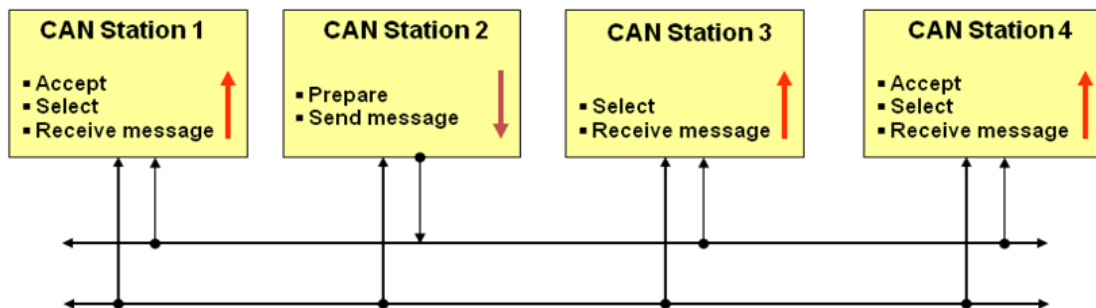 CAN Station 1
▪ Accept
▪ Select
▪ Receive message
CAN Station 2
▪ Prepare
▪ Send message
CAN Station 3
▪ Select
▪ Receive message
CAN Station 4
▪ Accept
▪ Select
▪ Receive message